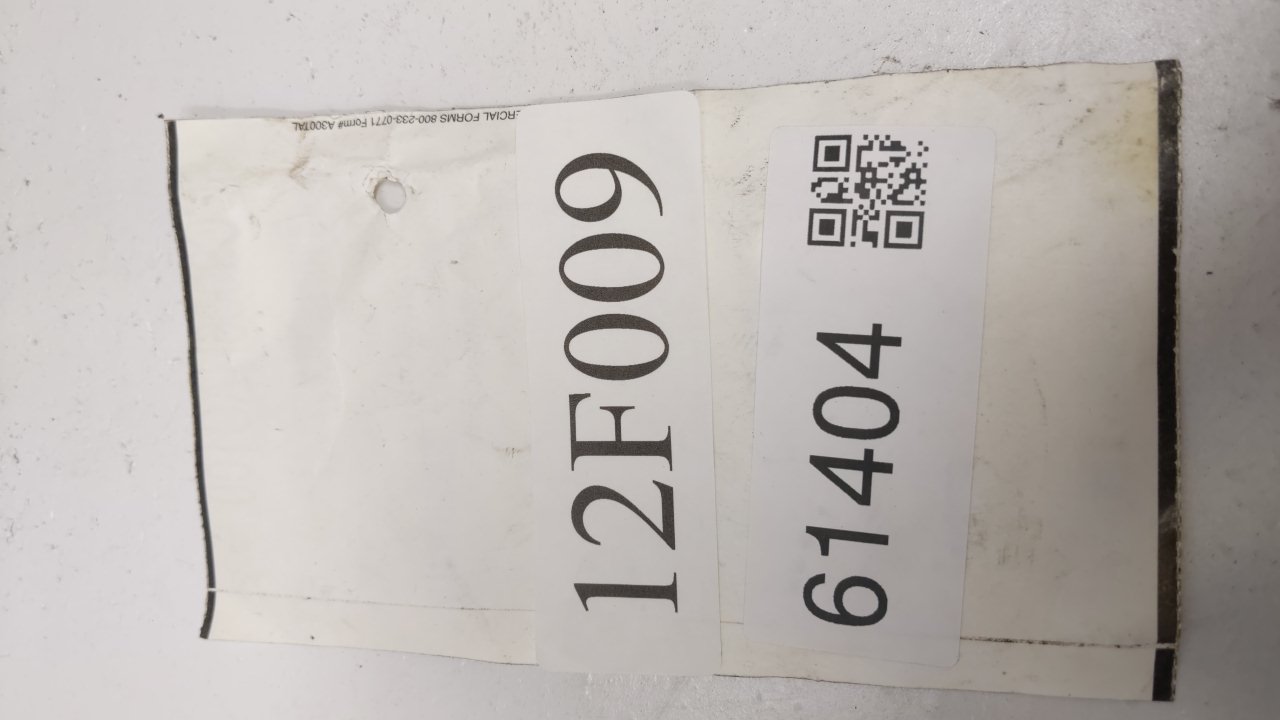 12F009
61404
RCIAL FORMS 800-233-0771 Form# A300TAL